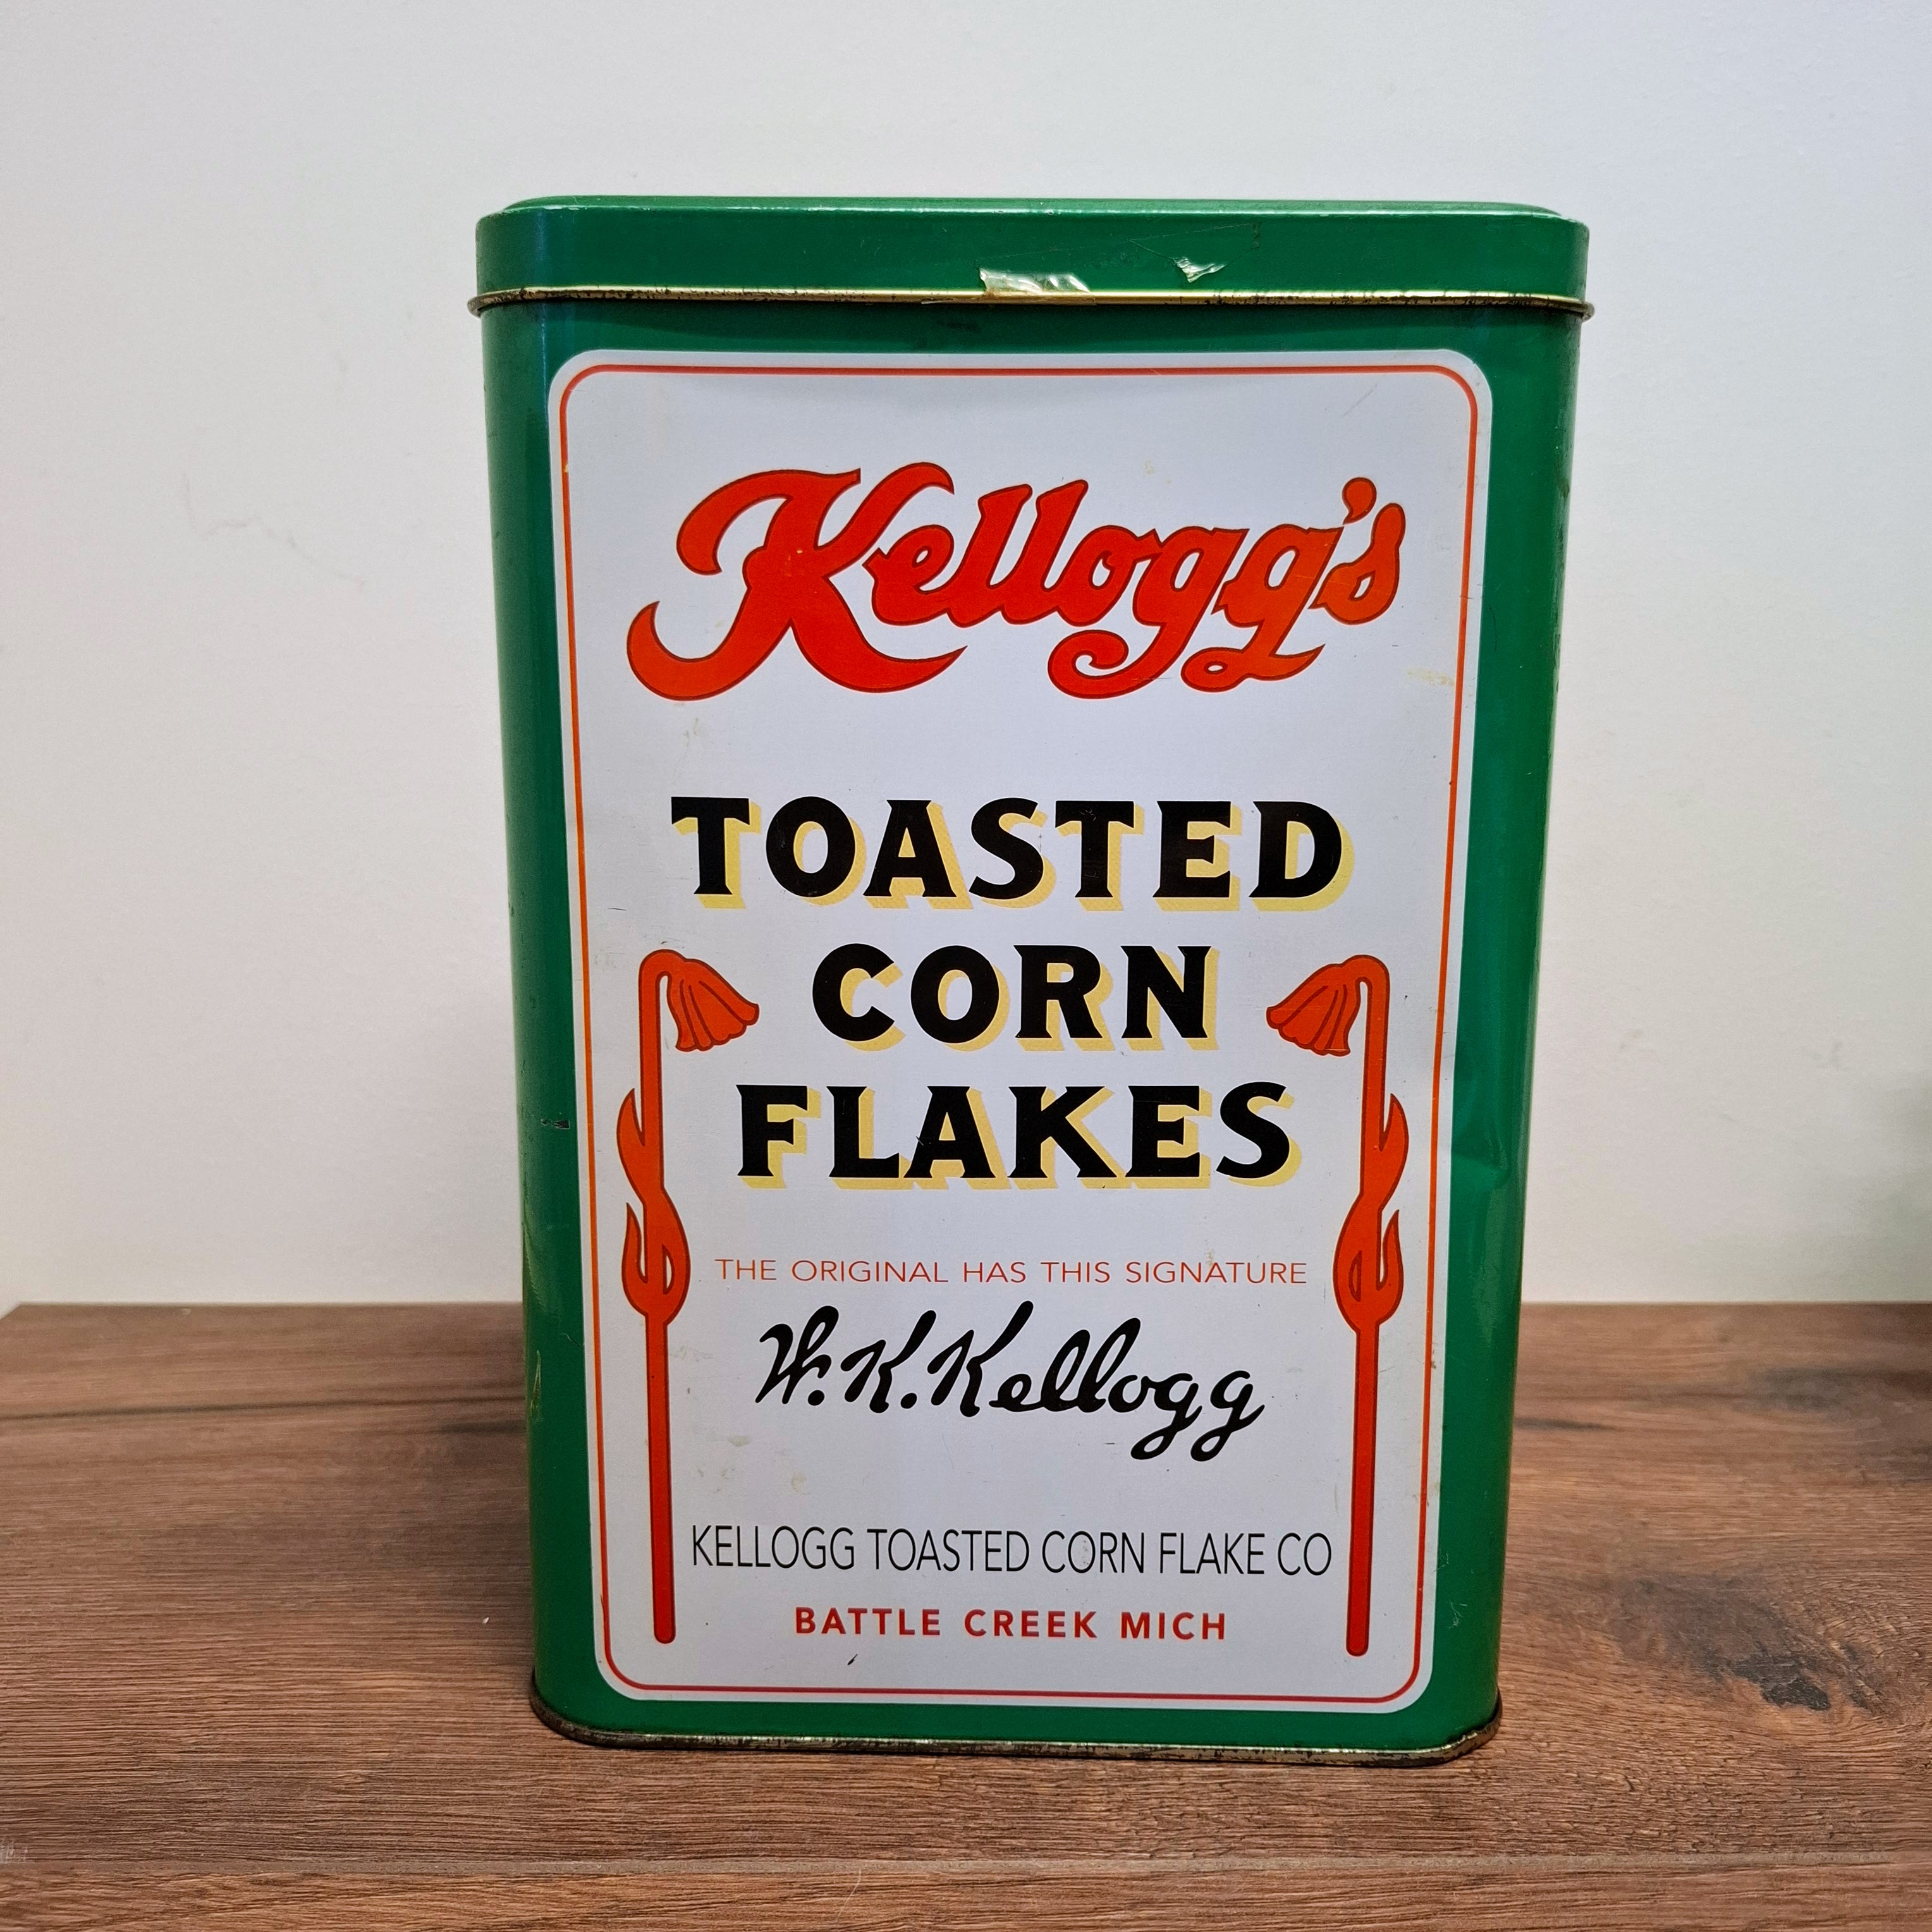 Kellogg's
TOASTED
CORN
FLAKES
THE ORIGINAL HAS THIS SIGNATURE
W.K.Kellogg
KELLOGG TOASTED CORN FLAKE CO
BATTLE CREEK MICH